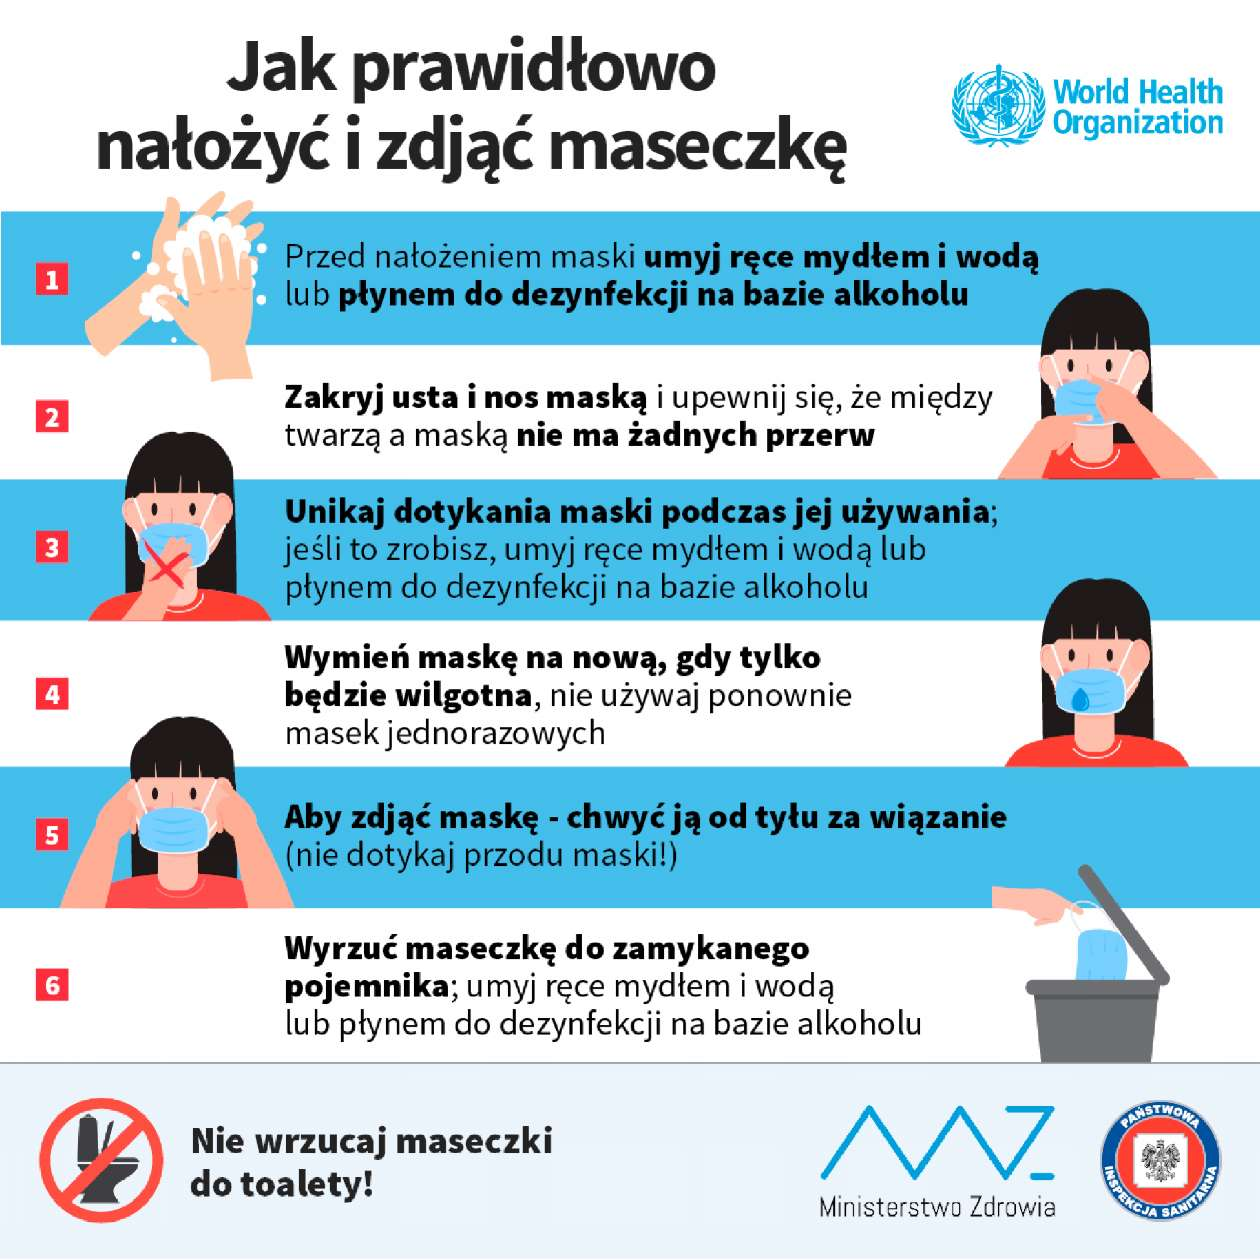 Jak prawidłowo
nałożyć i zdjąć maseczkę
World Health
Organization
1
Przed nałożeniem maski umyj ręce mydłem i wodą
lub płynem do dezynfekcji na bazie alkoholu
2
Zakryj usta i nos maską i upewnij się, że między
twarzą a maską nie ma żadnych przerw
3
Unikaj dotykania maski podczas jej używania;
jeśli to zrobisz, umyj ręce mydłem i wodą lub
płynem do dezynfekcji na bazie alkoholu
4
Wymień maskę na nową, gdy tylko
będzie wilgotna, nie używaj ponownie
masek jednorazowych
5
Aby zdjąć maskę - chwyć ją od tyłu za wiązanie
(nie dotykaj przodu maski!)
6
Wyrzuć maseczkę do zamykanego
pojemnika; umyj ręce mydłem i wodą
lub płynem do dezynfekcji na bazie alkoholu
Nie wrzucaj maseczki
do toalety!
MZ
Ministerstwo Zdrowia
PAŃSTWOWA
INSPEKCJA SANITARNA